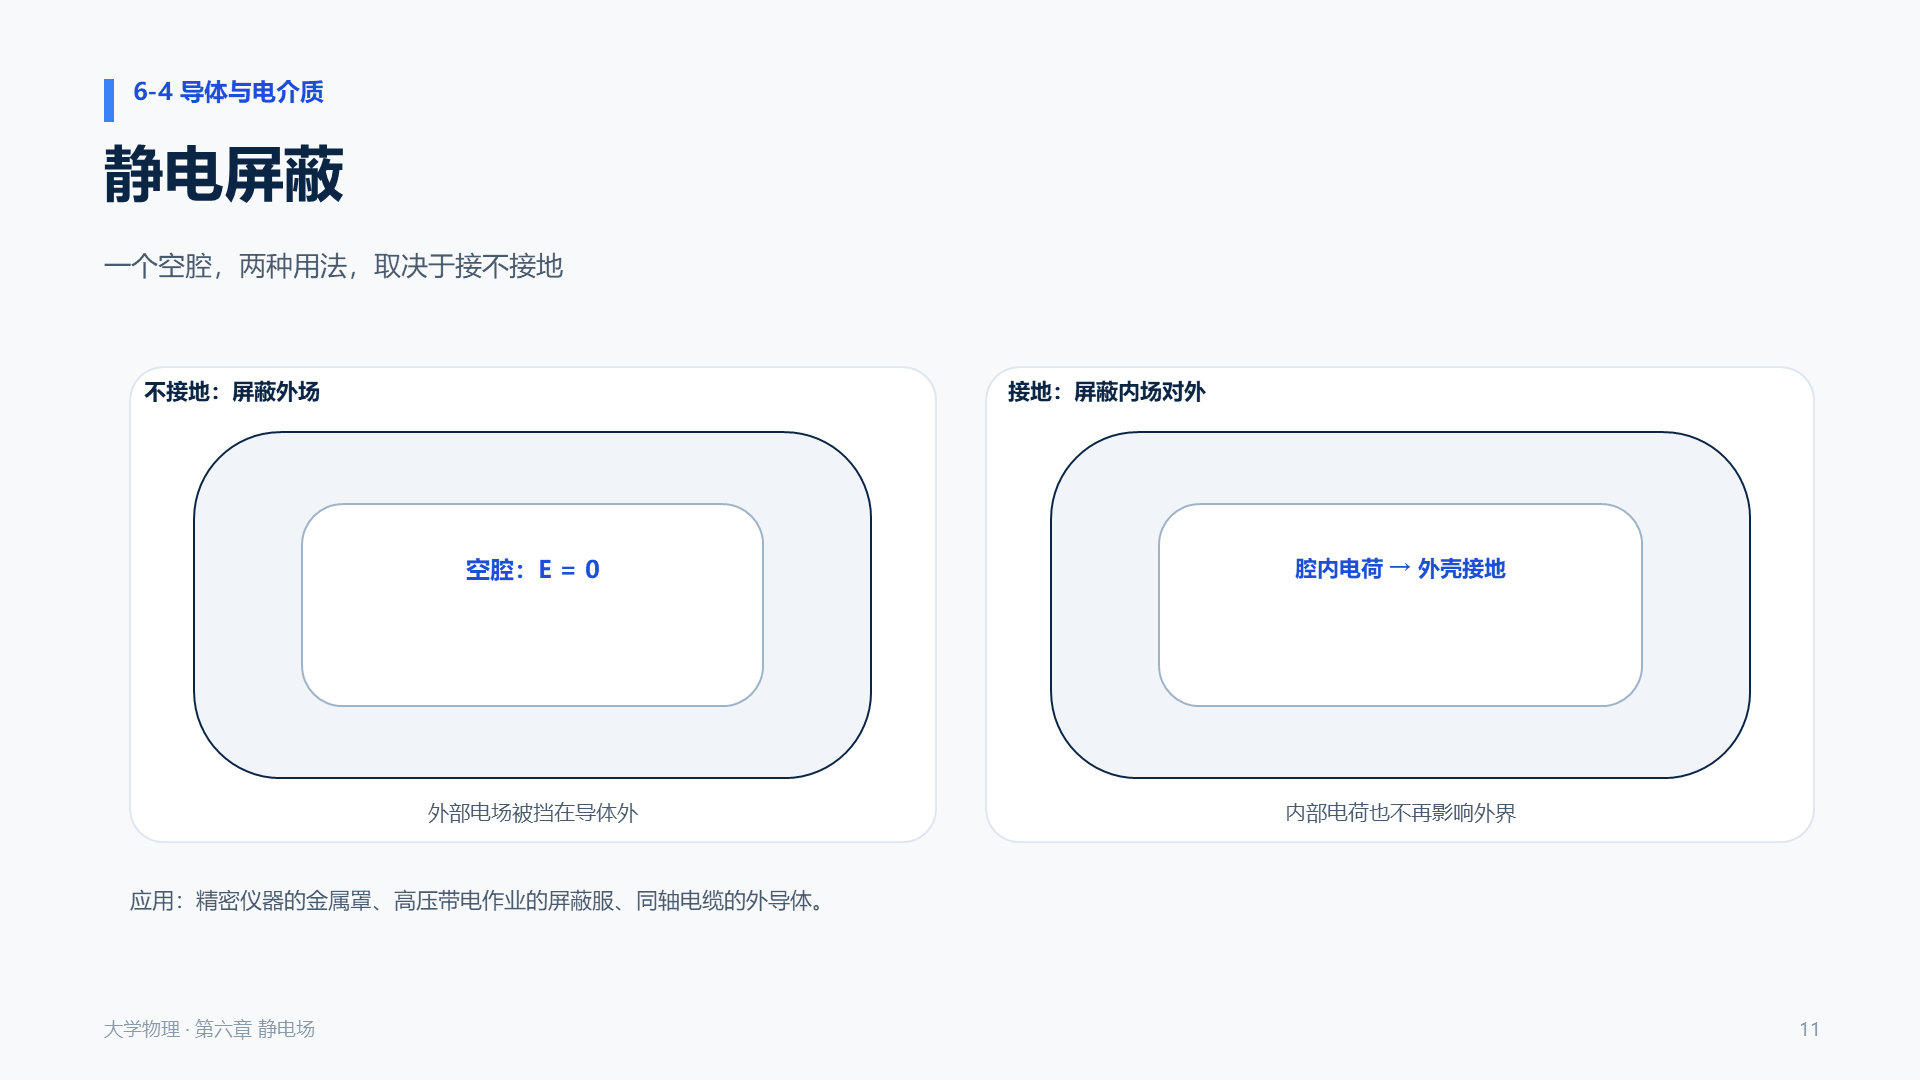 6-4 导体与电介质
静电屏蔽
一个空腔，两种用法，取决于接不接地
不接地：屏蔽外场
空腔：E = 0
外部电场被挡在导体外
接地：屏蔽内场对外
腔内电荷 → 外壳接地
内部电荷也不再影响外界
应用：精密仪器的金属罩、高压带电作业的屏蔽服、同轴电缆的外导体。
大学物理 · 第六章 静电场
11